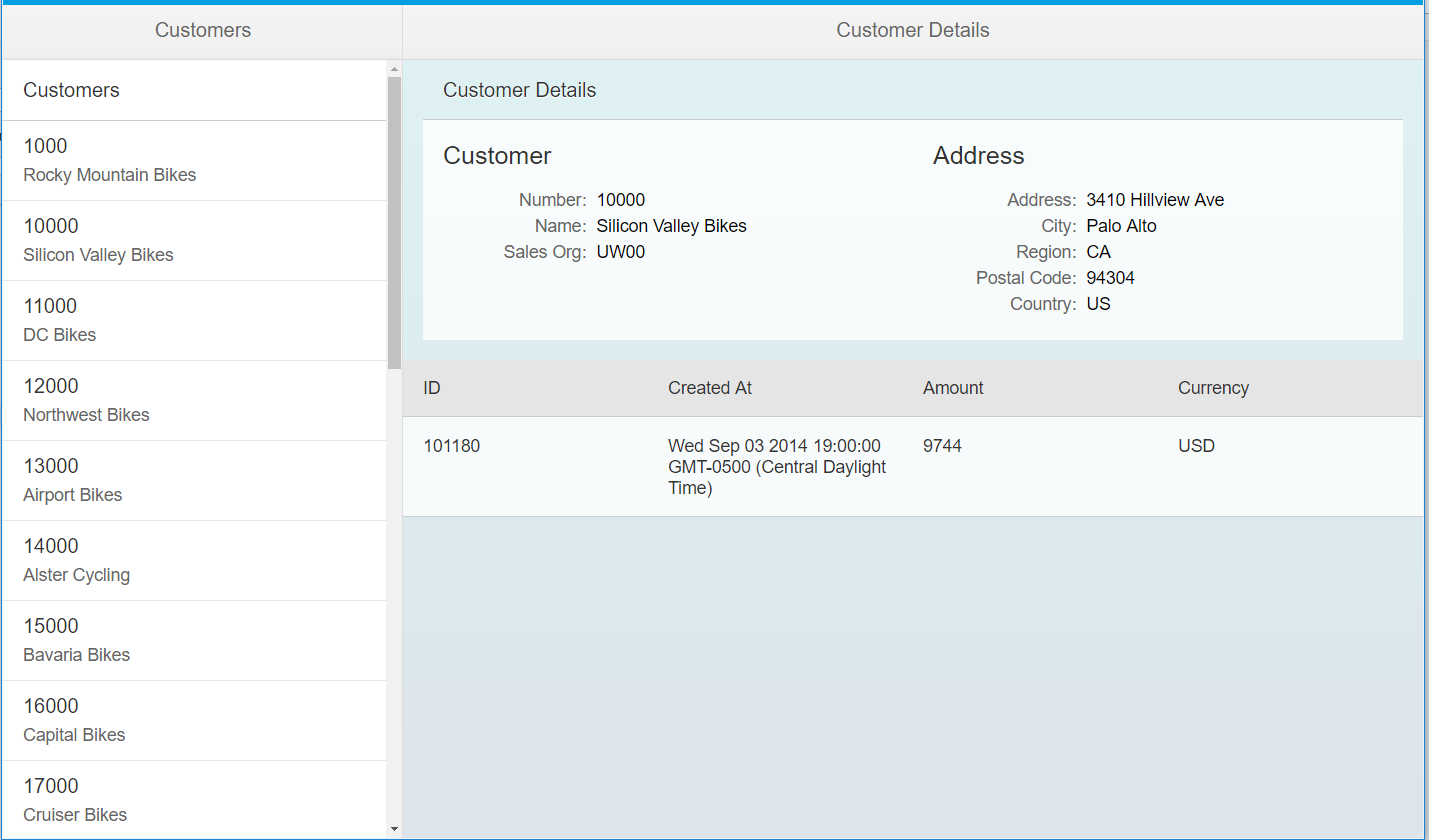 Customers
Customer Details
Customers
1000
Rocky Mountain Bikes
10000
Silicon Valley Bikes
11000
DC Bikes
12000
Northwest Bikes
13000
Airport Bikes
14000
Alster Cycling
15000
Bavaria Bikes
16000
Capital Bikes
17000
Cruiser Bikes
Customer Details
Customer
Number: 10000
Name: Silicon Valley Bikes
Sales Org: UW00
Address
Address: 3410 Hillview Ave
City: Palo Alto
Region: CA
Postal Code: 94304
Country: US
ID Created At Amount Currency
101180 Wed Sep 03 2014 19:00:00 9744 USD
GMT-0500 (Central Daylight
Time)